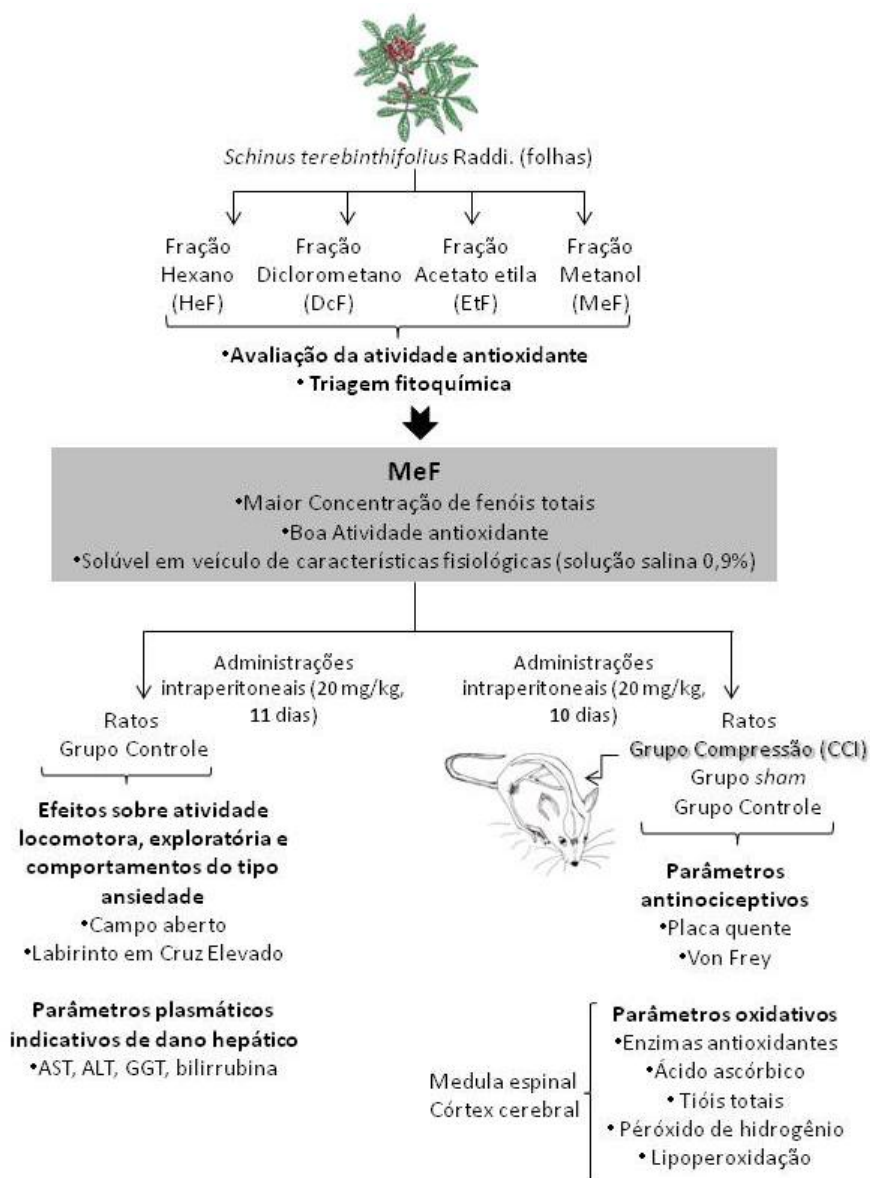 Schinus terebinthifolius Raddi. (folhas)
Fração
Hexano
(HeF)
Fração
Diclorometano
(DcF)
Fração
Acetato etila
(EtF)
Fração
Metanol
(MeF)
•Avaliação da atividade antioxidante
• Triagem fitoquímica
MeF
•Maior Concentração de fenóis totais
•Boa Atividade antioxidante
•Solúvel em veículo de características fisiológicas (solução salina 0,9%)
Administrações
intraperitoneais (20 mg/kg,
11 dias)
Ratos
Grupo Controle
Efeitos sobre atividade
locomotora, exploratória e
comportamentos do tipo
ansiedade
•Campo aberto
•Labirinto em Cruz Elevado
Parâmetros plasmáticos
indicativos de dano hepático
•AST, ALT, GGT, bilirrubina
Administrações
intraperitoneais (20 mg/kg,
10 dias)
Ratos
Grupo Compressão (CCI)
Grupo sham
Grupo Controle
Parâmetros
antinociceptivos
•Placa quente
•Von Frey
Medula espinal
Córtex cerebral
Parâmetros oxidativos
•Enzimas antioxidantes
•Ácido ascórbico
•Tióis totais
•Péróxido de hidrogênio
•Lipoperoxidação